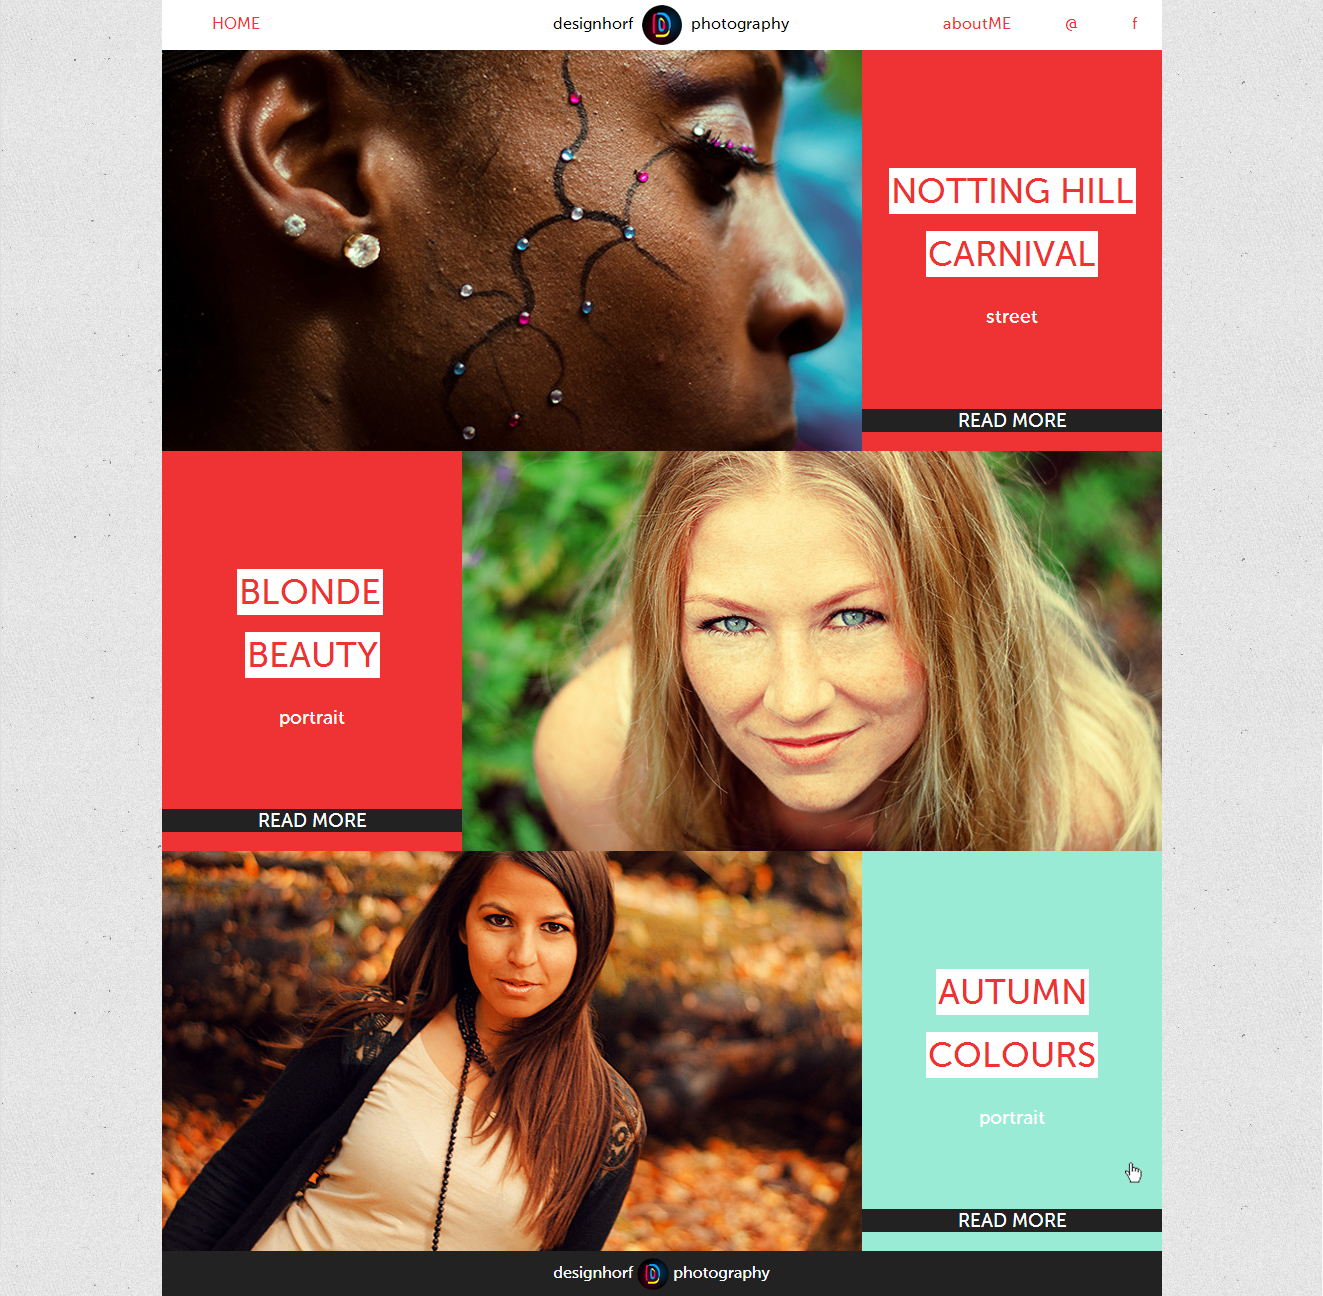 HOME designhorf photography aboutME @ f
NOTTING HILL
CARNIVAL
street
READ MORE
BLONDE
BEAUTY
portrait
READ MORE
AUTUMN
COLOURS
portrait
READ MORE
designhorf photography